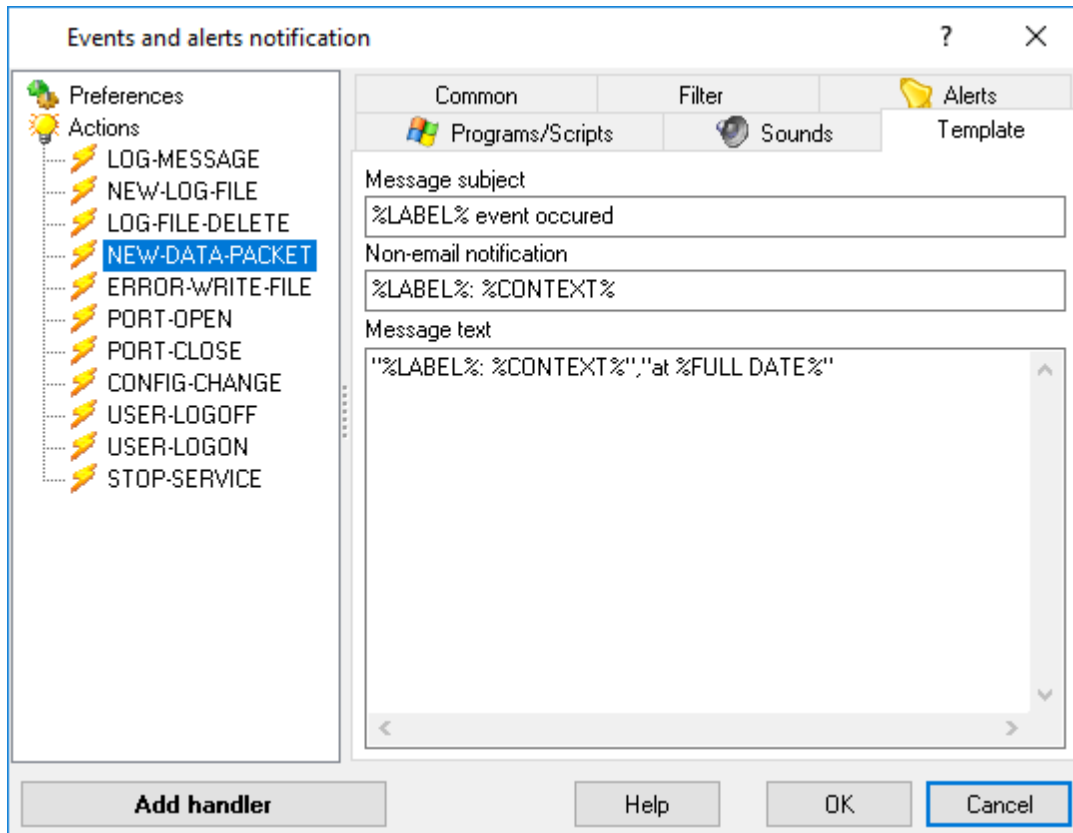 Events and alerts notification
?
Preferences
Actions
LOG-MESSAGE
NEW-LOG-FILE
LOG-FILE-DELETE
NEW-DATA-PACKET
ERROR-WRITE-FILE
PORT-OPEN
PORT-CLOSE
CONFIG-CHANGE
USER-LOGOFF
USER-LOGON
STOP-SERVICE
Common
Filter
Alerts
Programs/Scripts
Sounds
Template
Message subject
%LABEL% event occured
Non-email notification
%LABEL%: %CONTEXT%
Message text
"%LABEL%: %CONTEXT%","at %FULL DATE%"
Add handler
Help
OK
Cancel